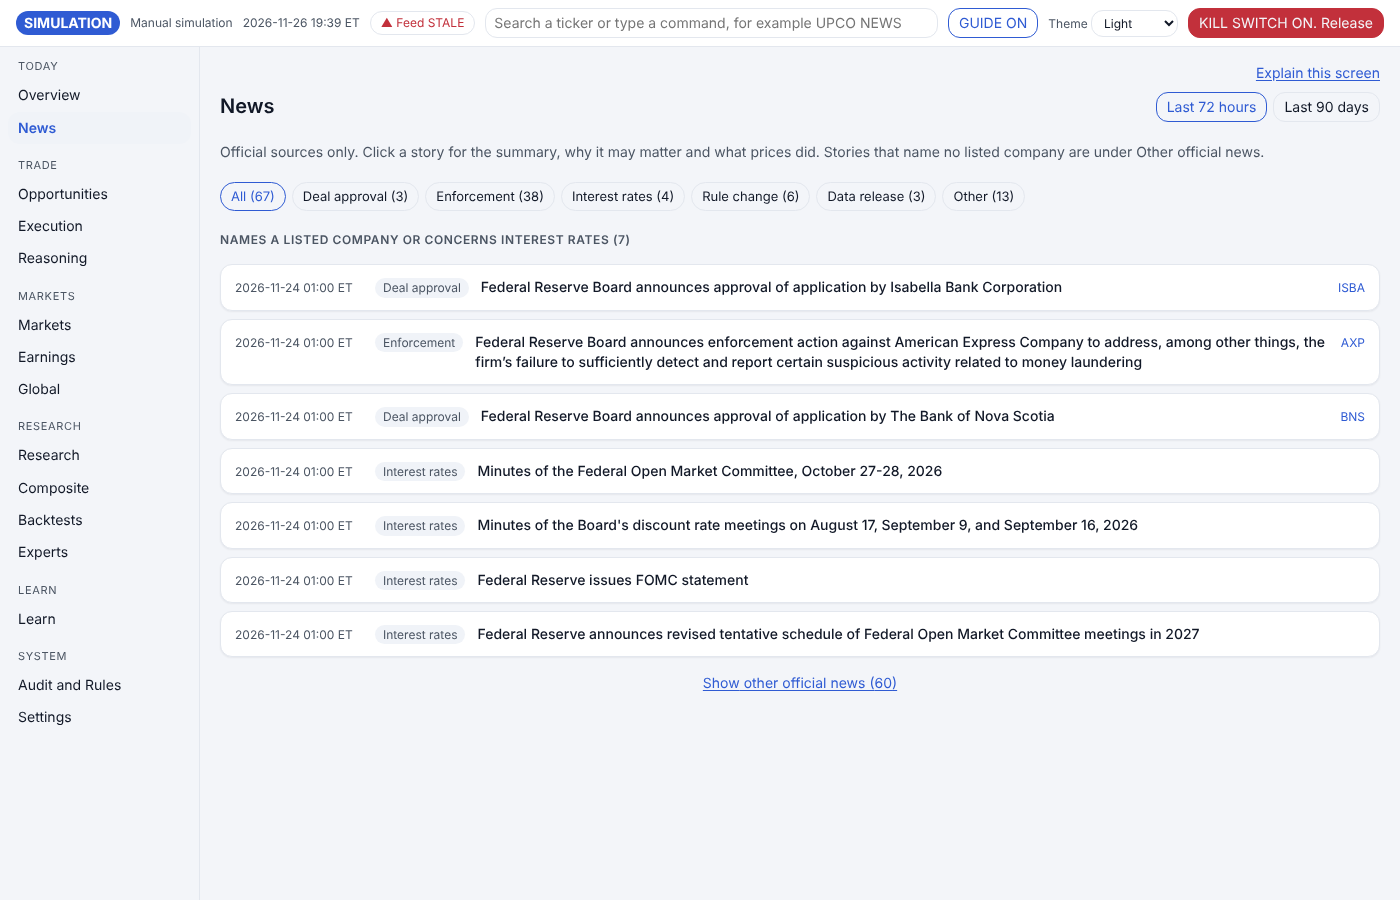 SIMULATION Manual simulation 2026-11-26 19:39 ET ▲ Feed STALE Search a ticker or type a command, for example UPCO NEWS GUIDE ON Theme Light KILL SWITCH ON. Release
TODAY
Overview
News
TRADE
Opportunities
Execution
Reasoning
MARKETS
Markets
Earnings
Global
RESEARCH
Research
Composite
Backtests
Experts
LEARN
Learn
SYSTEM
Audit and Rules
Settings
Explain this screen
News Last 72 hours Last 90 days
Official sources only. Click a story for the summary, why it may matter and what prices did. Stories that name no listed company are under Other official news.
All (67) Deal approval (3) Enforcement (38) Interest rates (4) Rule change (6) Data release (3) Other (13)
NAMES A LISTED COMPANY OR CONCERNS INTEREST RATES (7)
2026-11-24 01:00 ET Deal approval Federal Reserve Board announces approval of application by Isabella Bank Corporation ISBA
2026-11-24 01:00 ET Enforcement Federal Reserve Board announces enforcement action against American Express Company to address, among other things, the AXP
firm’s failure to sufficiently detect and report certain suspicious activity related to money laundering
2026-11-24 01:00 ET Deal approval Federal Reserve Board announces approval of application by The Bank of Nova Scotia BNS
2026-11-24 01:00 ET Interest rates Minutes of the Federal Open Market Committee, October 27-28, 2026
2026-11-24 01:00 ET Interest rates Minutes of the Board's discount rate meetings on August 17, September 9, and September 16, 2026
2026-11-24 01:00 ET Interest rates Federal Reserve issues FOMC statement
2026-11-24 01:00 ET Interest rates Federal Reserve announces revised tentative schedule of Federal Open Market Committee meetings in 2027
Show other official news (60)